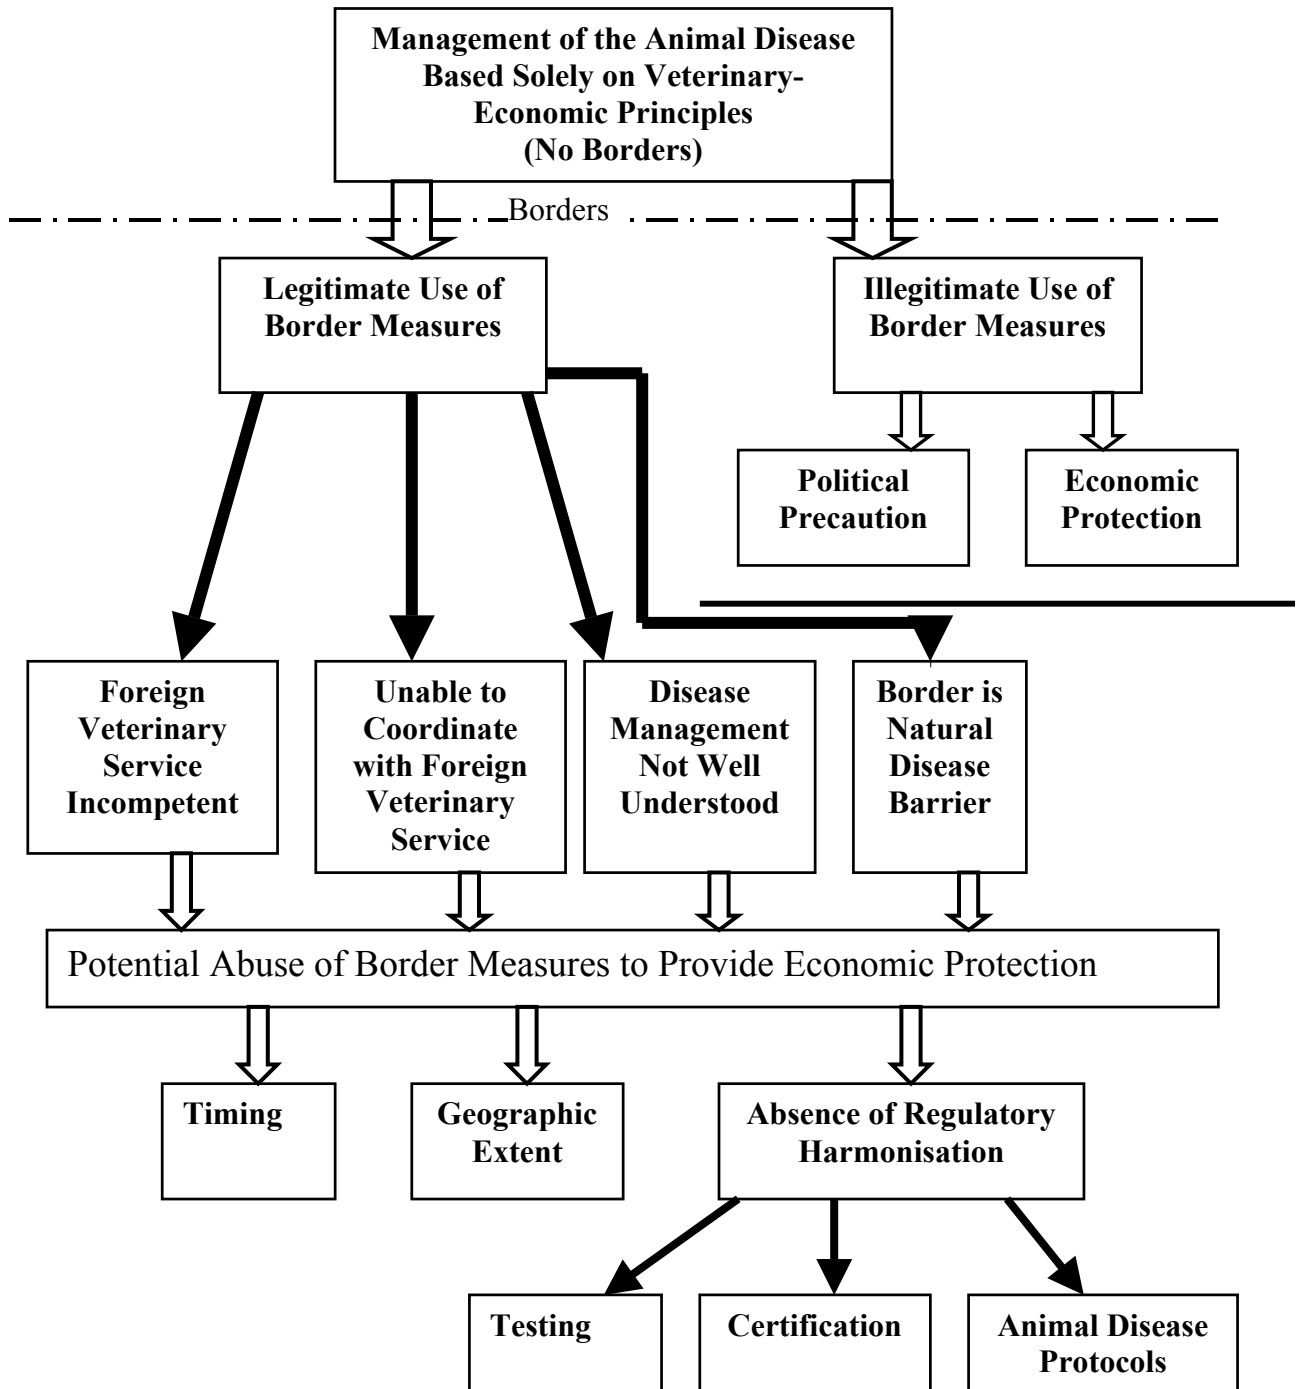 Management of the Animal Disease
Based Solely on Veterinary-
Economic Principles
(No Borders)
Borders
Legitimate Use of
Border Measures
Illegitimate Use of
Border Measures
Political
Precaution
Economic
Protection
Foreign
Veterinary
Service
Incompetent
Unable to
Coordinate
with Foreign
Veterinary
Service
Disease
Management
Not Well
Understood
Border is
Natural
Disease
Barrier
Potential Abuse of Border Measures to Provide Economic Protection
Timing
Geographic
Extent
Absence of Regulatory
Harmonisation
Testing
Certification
Animal Disease
Protocols